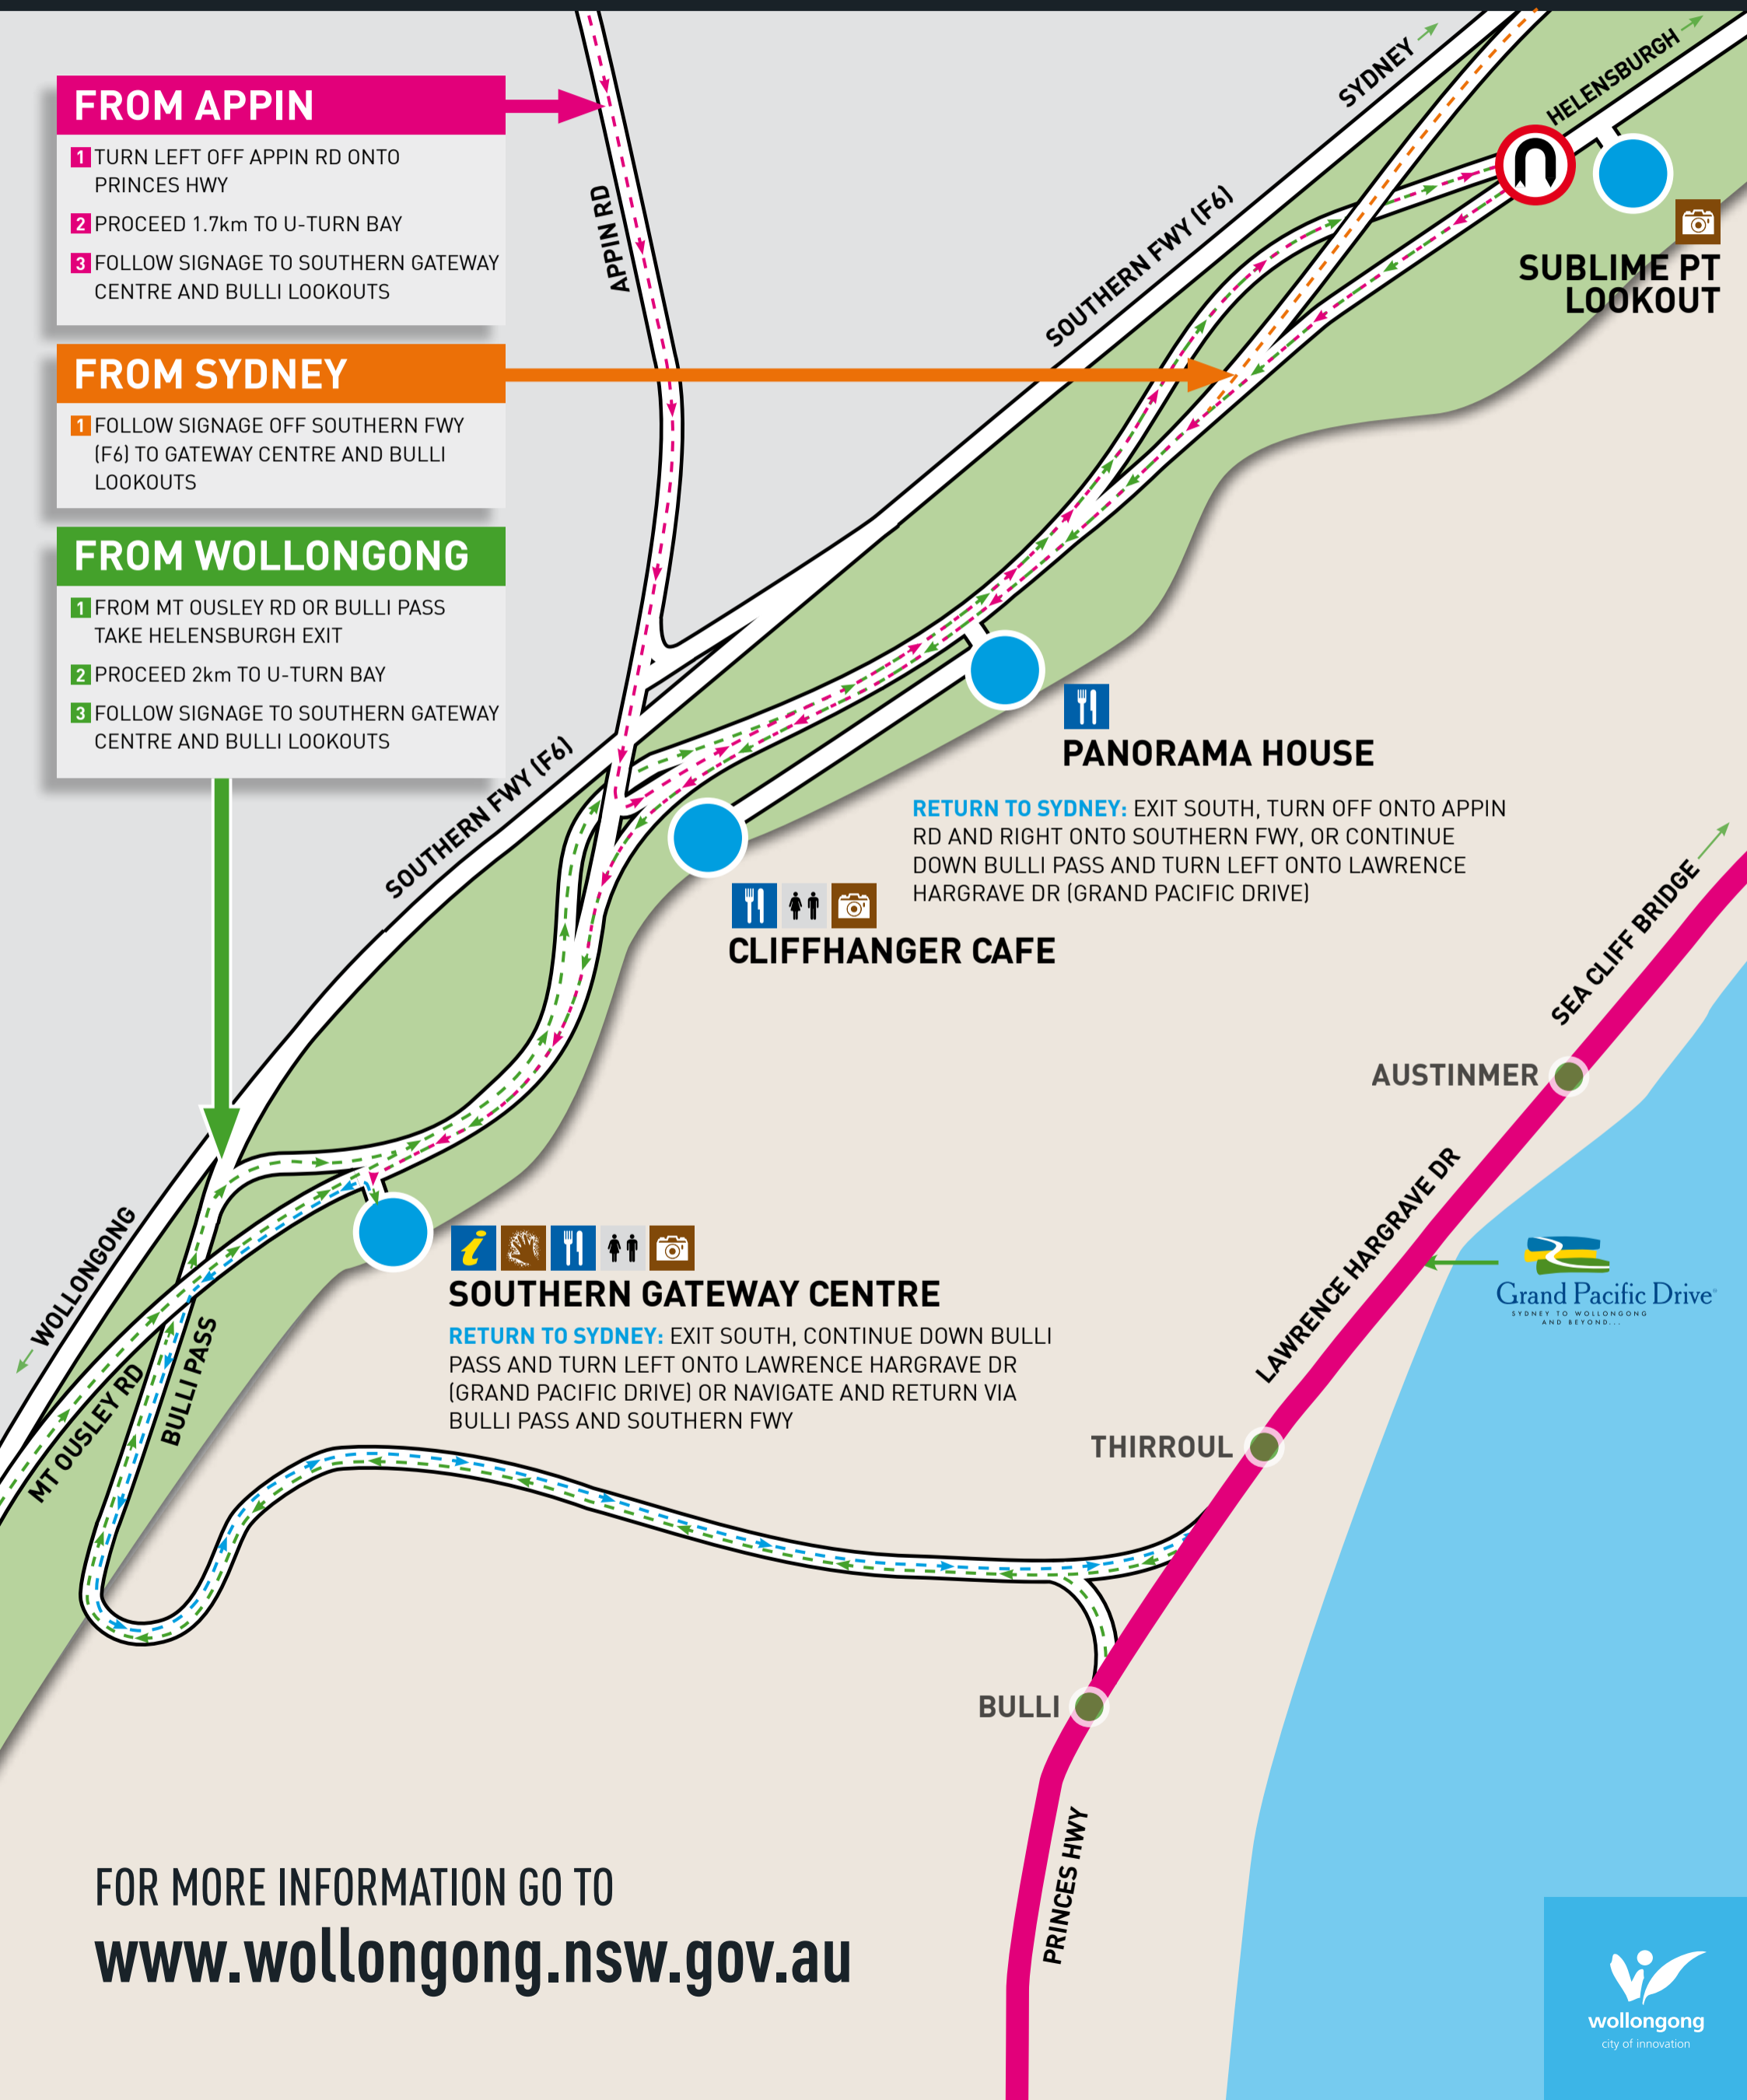 FROM APPIN
1 TURN LEFT OFF APPIN RD ONTO
PRINCES HWY
2 PROCEED 1.7km TO U-TURN BAY
3 FOLLOW SIGNAGE TO SOUTHERN GATEWAY
CENTRE AND BULLI LOOKOUTS
FROM SYDNEY
1 FOLLOW SIGNAGE OFF SOUTHERN FWY
(F6) TO GATEWAY CENTRE AND BULLI
LOOKOUTS
FROM WOLLONGONG
1 FROM MT OUSLEY RD OR BULLI PASS
TAKE HELENSBURGH EXIT
2 PROCEED 2km TO U-TURN BAY
3 FOLLOW SIGNAGE TO SOUTHERN GATEWAY
CENTRE AND BULLI LOOKOUTS
APPIN RD
SYDNEY
HELENSBURGH
SOUTHERN FWY (F6)
SUBLIME PT
LOOKOUT
SOUTHERN FWY (F6)
PANORAMA HOUSE
RETURN TO SYDNEY: EXIT SOUTH, TURN OFF ONTO APPIN
RD AND RIGHT ONTO SOUTHERN FWY, OR CONTINUE
DOWN BULLI PASS AND TURN LEFT ONTO LAWRENCE
HARGRAVE DR (GRAND PACIFIC DRIVE)
CLIFFHANGER CAFE
SEA CLIFF BRIDGE
AUSTINMER
LAWRENCE HARGRAVE DR
WOLLONGONG
MT OUSLEY RD
BULLI PASS
i
SOUTHERN GATEWAY CENTRE
RETURN TO SYDNEY: EXIT SOUTH, CONTINUE DOWN BULLI
PASS AND TURN LEFT ONTO LAWRENCE HARGRAVE DR
(GRAND PACIFIC DRIVE) OR NAVIGATE AND RETURN VIA
BULLI PASS AND SOUTHERN FWY
Grand Pacific Drive
SYDNEY TO WOLLONGONG
AND BEYOND...
THIRROUL
BULLI
PRINCES HWY
FOR MORE INFORMATION GO TO
www.wollongong.nsw.gov.au
wollongong
city of innovation